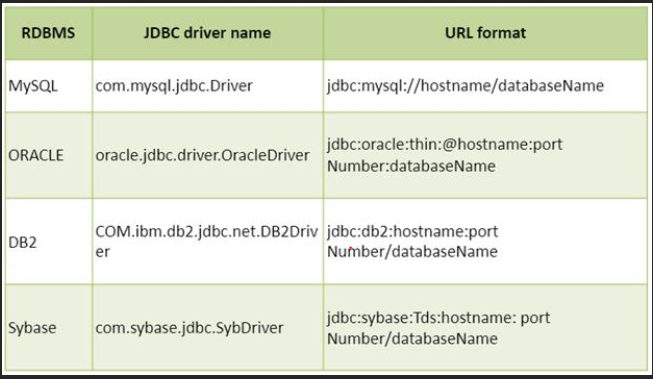 RDBMS JDBC driver name URL format
MySQL com.mysql.jdbc.Driver jdbc:mysql://hostname/databaseName
ORACLE oracle.jdbc.driver.OracleDriver jdbc:oracle:thin:@hostname:port
Number:databaseName
DB2 COM.ibm.db2.jdbc.net.DB2Driv jdbc:db2:hostname:port
er Number/databaseName
Sybase com.sybase.jdbc.SybDriver jdbc:sybase:Tds:hostname: port
Number/databaseName